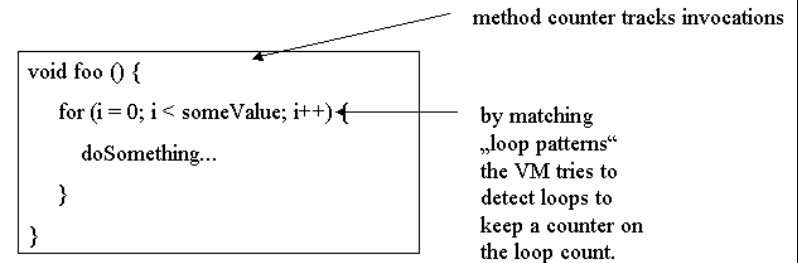 method counter tracks invocations
void foo () {
for (i = 0; i < someValue; i++) {
doSomething...
}
}
by matching
„loop patterns“
the VM tries to
detect loops to
keep a counter on
the loop count.